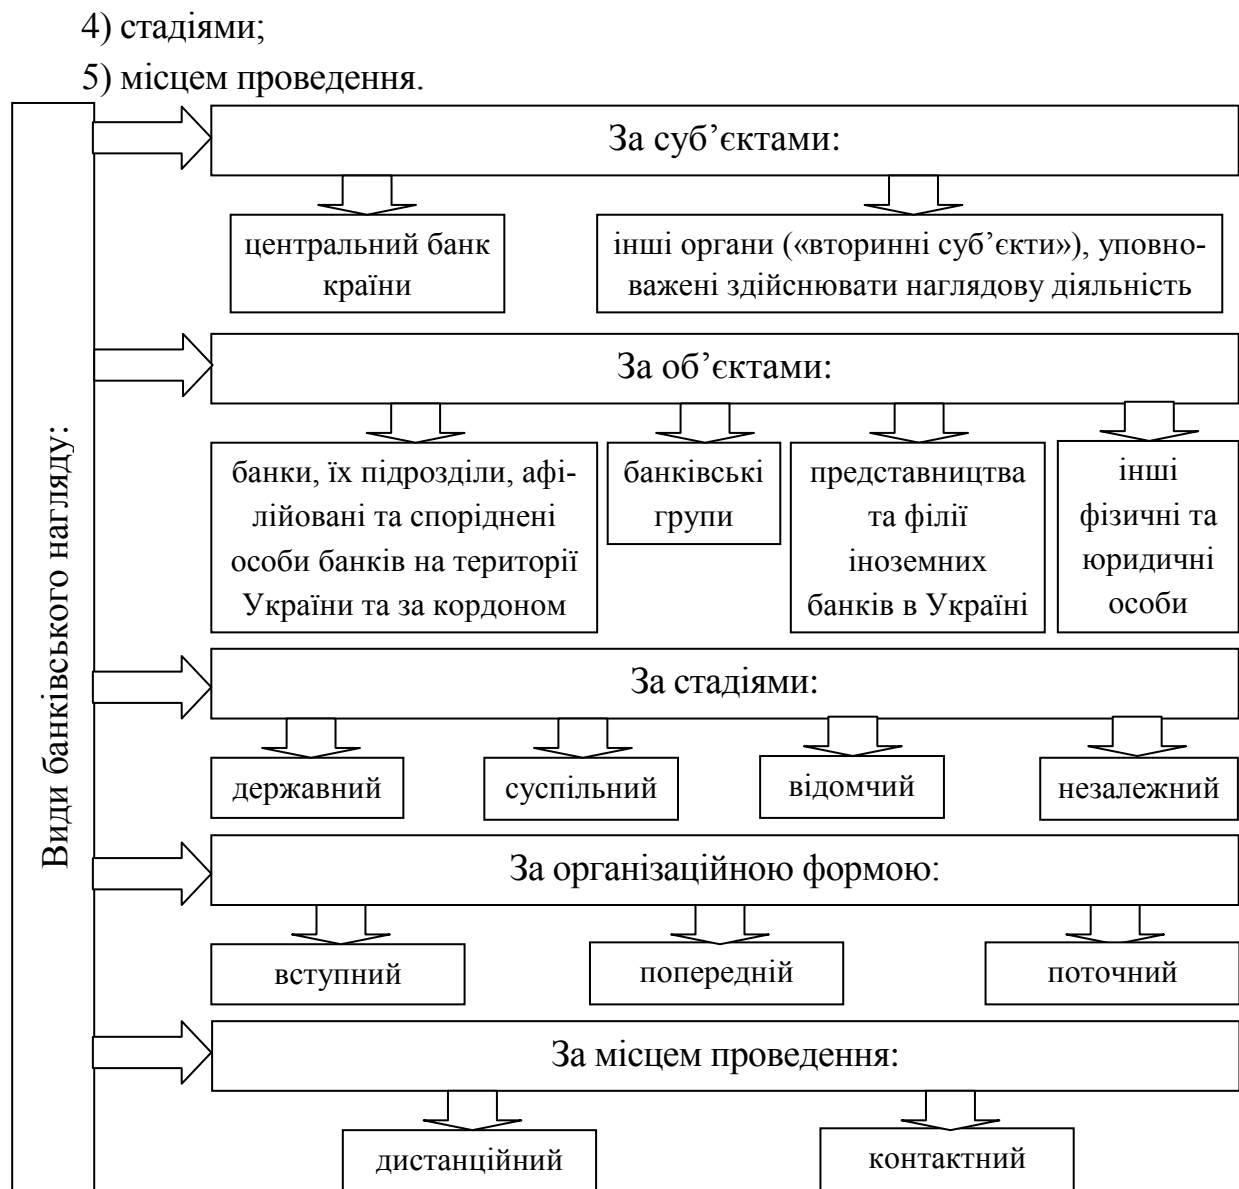 4) стадіями;
5) місцем проведення.
Види банківського нагляду:
За суб’єктами:
центральний банк
країни
інші органи («вторинні суб’єкти»), уповно-
важені здійснювати наглядову діяльність
За об’єктами:
банки, їх підрозділи, афі-
лійовані та споріднені
особи банків на території
України та за кордоном
банківські
групи
представництва
та філії
іноземних
банків в Україні
інші
фізичні та
юридичні
особи
За стадіями:
державний
суспільний
відомчий
незалежний
За організаційною формою:
вступний
попередній
поточний
За місцем проведення:
дистанційний
контактний